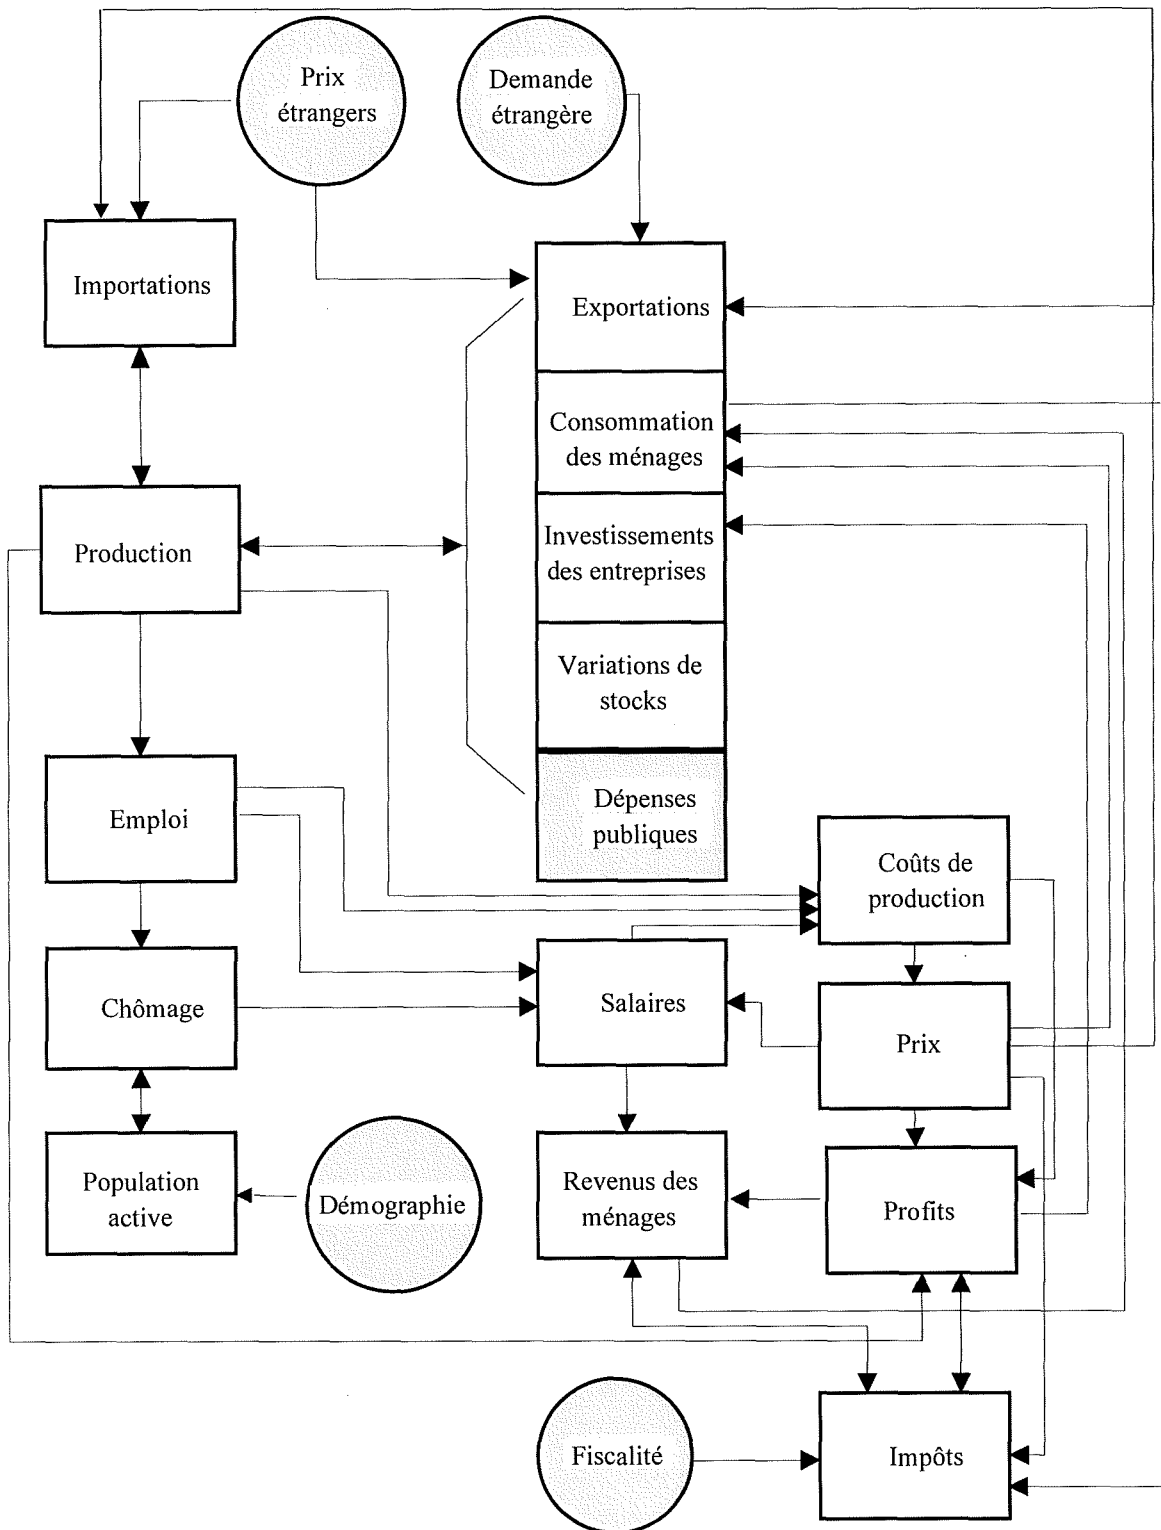 Prix
étrangers
Demande
étrangère
Importations
Exportations
Consommation
des ménages
Production
Investissements
des entreprises
Variations de
stocks
Emploi
Dépenses
publiques
Coûts de
production
Chômage
Salaires
Prix
Population
active
Démographie
Revenus des
ménages
Profits
Fiscalité
Impôts